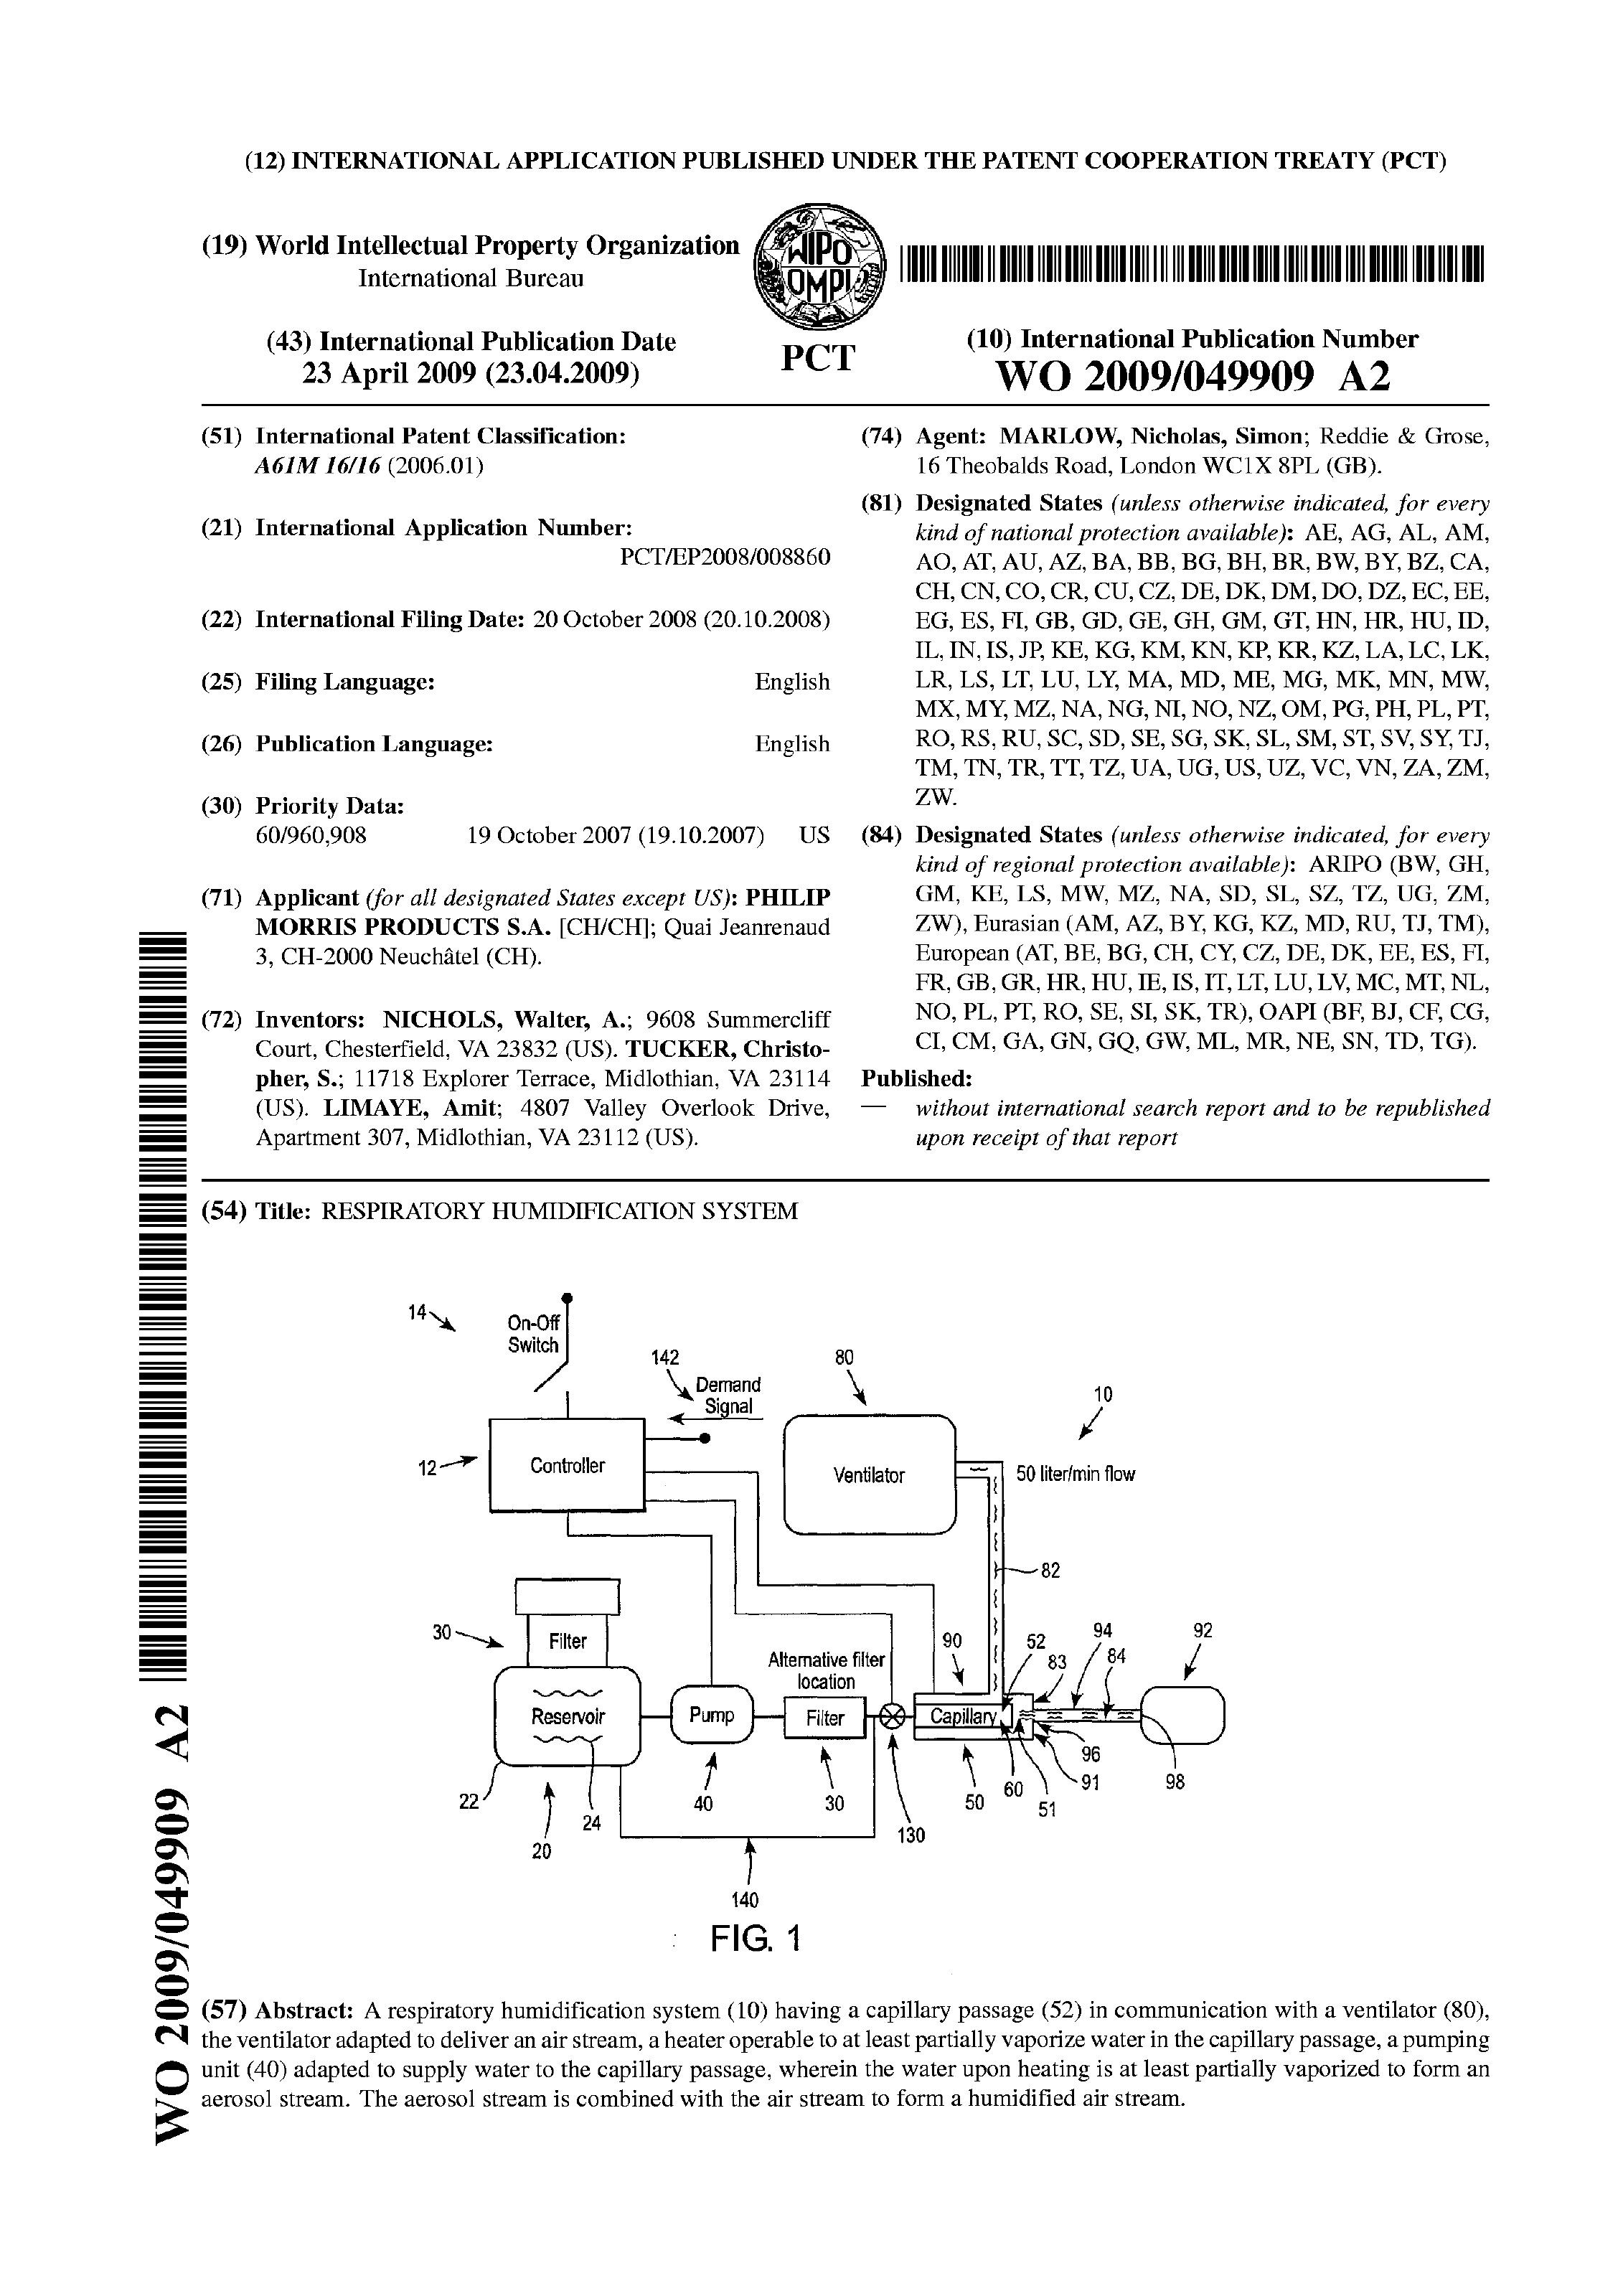 (12) INTERNATIONAL APPLICATION PUBLISHED UNDER THE PATENT COOPERATION TREATY (PCT)
(19) World Intellectual Property Organization
International Bureau
WIPO
OMPI
PCT
(43) International Publication Date
23 April 2009 (23.04.2009)
(10) International Publication Number
WO 2009/049909 A2
(51) International Patent Classification:
A61M 16/16 (2006.01)
(21) International Application Number:
PCT/EP2008/008860
(22) International Filing Date: 20 October 2008 (20.10.2008)
(25) Filing Language: English
(26) Publication Language: English
(30) Priority Data:
60/960,908 19 October 2007 (19.10.2007) US
(71) Applicant (for all designated States except US): PHILIP
MORRIS PRODUCTS S.A. [CH/CH]; Quai Jeanrenaud
3, CH-2000 Neuchâtel (CH).
(72) Inventors: NICHOLS, Walter, A.; 9608 Summercliff
Court, Chesterfield, VA 23832 (US). TUCKER, Christo-
pher, S.; 11718 Explorer Terrace, Midlothian, VA 23114
(US). LIMAYE, Amit; 4807 Valley Overlook Drive,
Apartment 307, Midlothian, VA 23112 (US).
(74) Agent: MARLOW, Nicholas, Simon; Reddie & Grose,
16 Theobalds Road, London WC1X 8PL (GB).
(81) Designated States (unless otherwise indicated, for every
kind of national protection available): AE, AG, AL, AM,
AO, AT, AU, AZ, BA, BB, BG, BH, BR, BW, BY, BZ, CA,
CH, CN, CO, CR, CU, CZ, DE, DK, DM, DO, DZ, EC, EE,
EG, ES, FI, GB, GD, GE, GH, GM, GT, HN, HR, HU, ID,
IL, IN, IS, JP, KE, KG, KM, KN, KP, KR, KZ, LA, LC, LK,
LR, LS, LT, LU, LY, MA, MD, ME, MG, MK, MN, MW,
MX, MY, MZ, NA, NG, NI, NO, NZ, OM, PG, PH, PL, PT,
RO, RS, RU, SC, SD, SE, SG, SK, SL, SM, ST, SV, SY, TJ,
TM, TN, TR, TT, TZ, UA, UG, US, UZ, VC, VN, ZA, ZM,
ZW.
(84) Designated States (unless otherwise indicated, for every
kind of regional protection available): ARIPO (BW, GH,
GM, KE, LS, MW, MZ, NA, SD, SL, SZ, TZ, UG, ZM,
ZW), Eurasian (AM, AZ, BY, KG, KZ, MD, RU, TJ, TM),
European (AT, BE, BG, CH, CY, CZ, DE, DK, EE, ES, FI,
FR, GB, GR, HR, HU, IE, IS, IT, LT, LU, LV, MC, MT, NL,
NO, PL, PT, RO, SE, SI, SK, TR), OAPI (BF, BJ, CF, CG,
CI, CM, GA, GN, GQ, GW, ML, MR, NE, SN, TD, TG).
Published:
— without international search report and to be republished
upon receipt of that report
(54) Title: RESPIRATORY HUMIDIFICATION SYSTEM
14
On-Off
Switch
142
80
Demand
Signal
10
12
Controller
Ventilator
50 liter/min flow
82
30
Filter
Alternative filter
location
90
52
83
94
84
92
Reservoir
Pump
Filter
Capillary
96
91
98
22
20
24
40
30
130
50
60
51
140
FIG. 1
(57) Abstract: A respiratory humidification system (10) having a capillary passage (52) in communication with a ventilator (80),
the ventilator adapted to deliver an air stream, a heater operable to at least partially vaporize water in the capillary passage, a pumping
unit (40) adapted to supply water to the capillary passage, wherein the water upon heating is at least partially vaporized to form an
aerosol stream. The aerosol stream is combined with the air stream to form a humidified air stream.
WO 2009/049909 A2